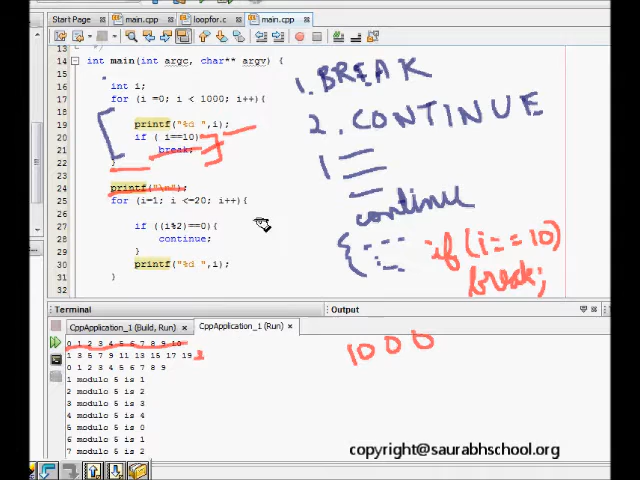 Start Page main.cpp loopfor.c main.cpp
13
14 int main(int argc, char** argv) {
15
16 int i;
17 for (i =0; i < 1000; i++){
18
19 printf("%d ",i);
20 if ( i==10)
21 break;
22 }
23
24 printf("\n");
25 for (i=1; i <=20; i++){
26
27 if ((i%2)==0){
28 continue;
29 }
30 printf("%d ",i);
31 }
32
1. BREAK
2. CONTINUE
continue
if(i==10)
break;
Terminal Output
CppApplication_1 (Build, Run) CppApplication_1 (Run)
0 1 2 3 4 5 6 7 8 9 10
1 3 5 7 9 11 13 15 17 19
0 1 2 3 4 5 6 7 8 9
1 modulo 5 is 1
2 modulo 5 is 2
3 modulo 5 is 3
4 modulo 5 is 4
5 modulo 5 is 0
6 modulo 5 is 1
7 modulo 5 is 2
1000
copyright@saurabhschool.org